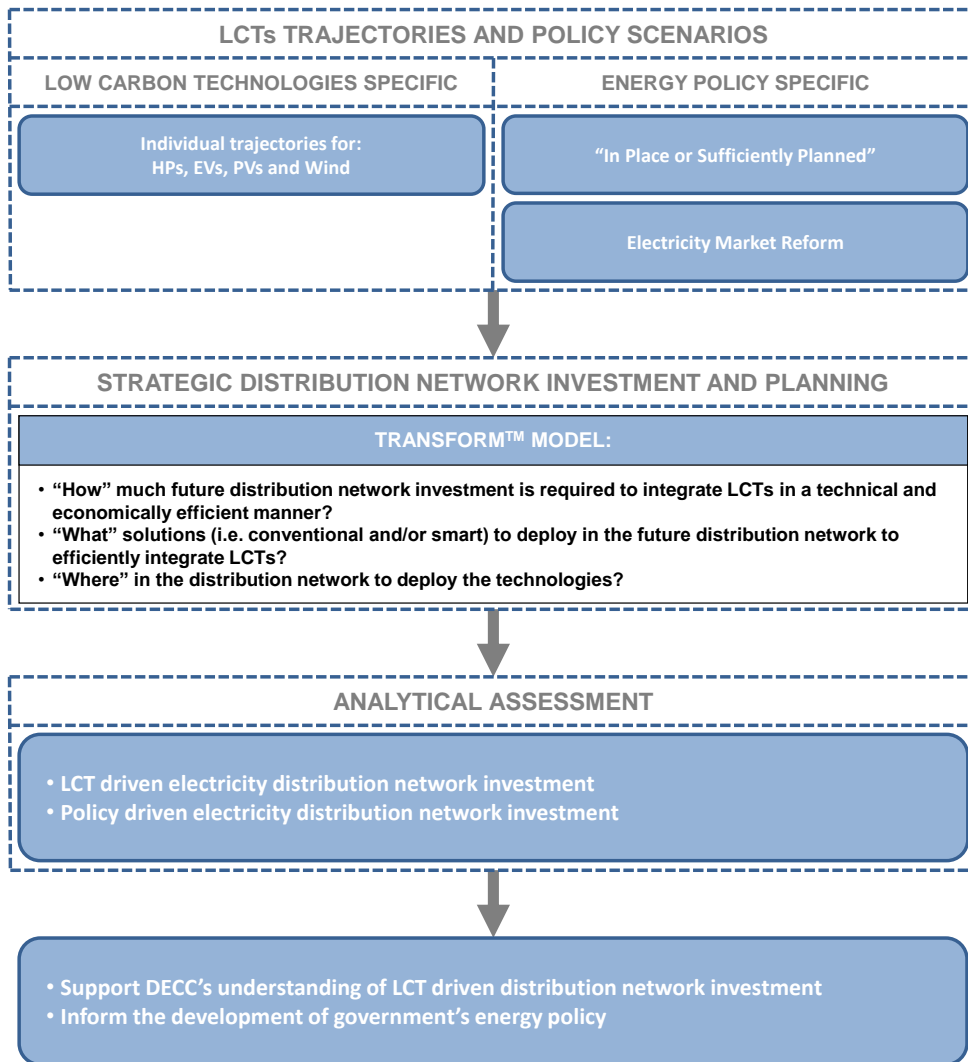 LCTs TRAJECTORIES AND POLICY SCENARIOS
LOW CARBON TECHNOLOGIES SPECIFIC
Individual trajectories for:
HPs, EVs, PVs and Wind
ENERGY POLICY SPECIFIC
“In Place or Sufficiently Planned”
Electricity Market Reform
STRATEGIC DISTRIBUTION NETWORK INVESTMENT AND PLANNING
TRANSFORM™ MODEL:
• “How” much future distribution network investment is required to integrate LCTs in a technical and
economically efficient manner?
• “What” solutions (i.e. conventional and/or smart) to deploy in the future distribution network to
efficiently integrate LCTs?
• “Where” in the distribution network to deploy the technologies?
ANALYTICAL ASSESSMENT
• LCT driven electricity distribution network investment
• Policy driven electricity distribution network investment
• Support DECC’s understanding of LCT driven distribution network investment
• Inform the development of government’s energy policy